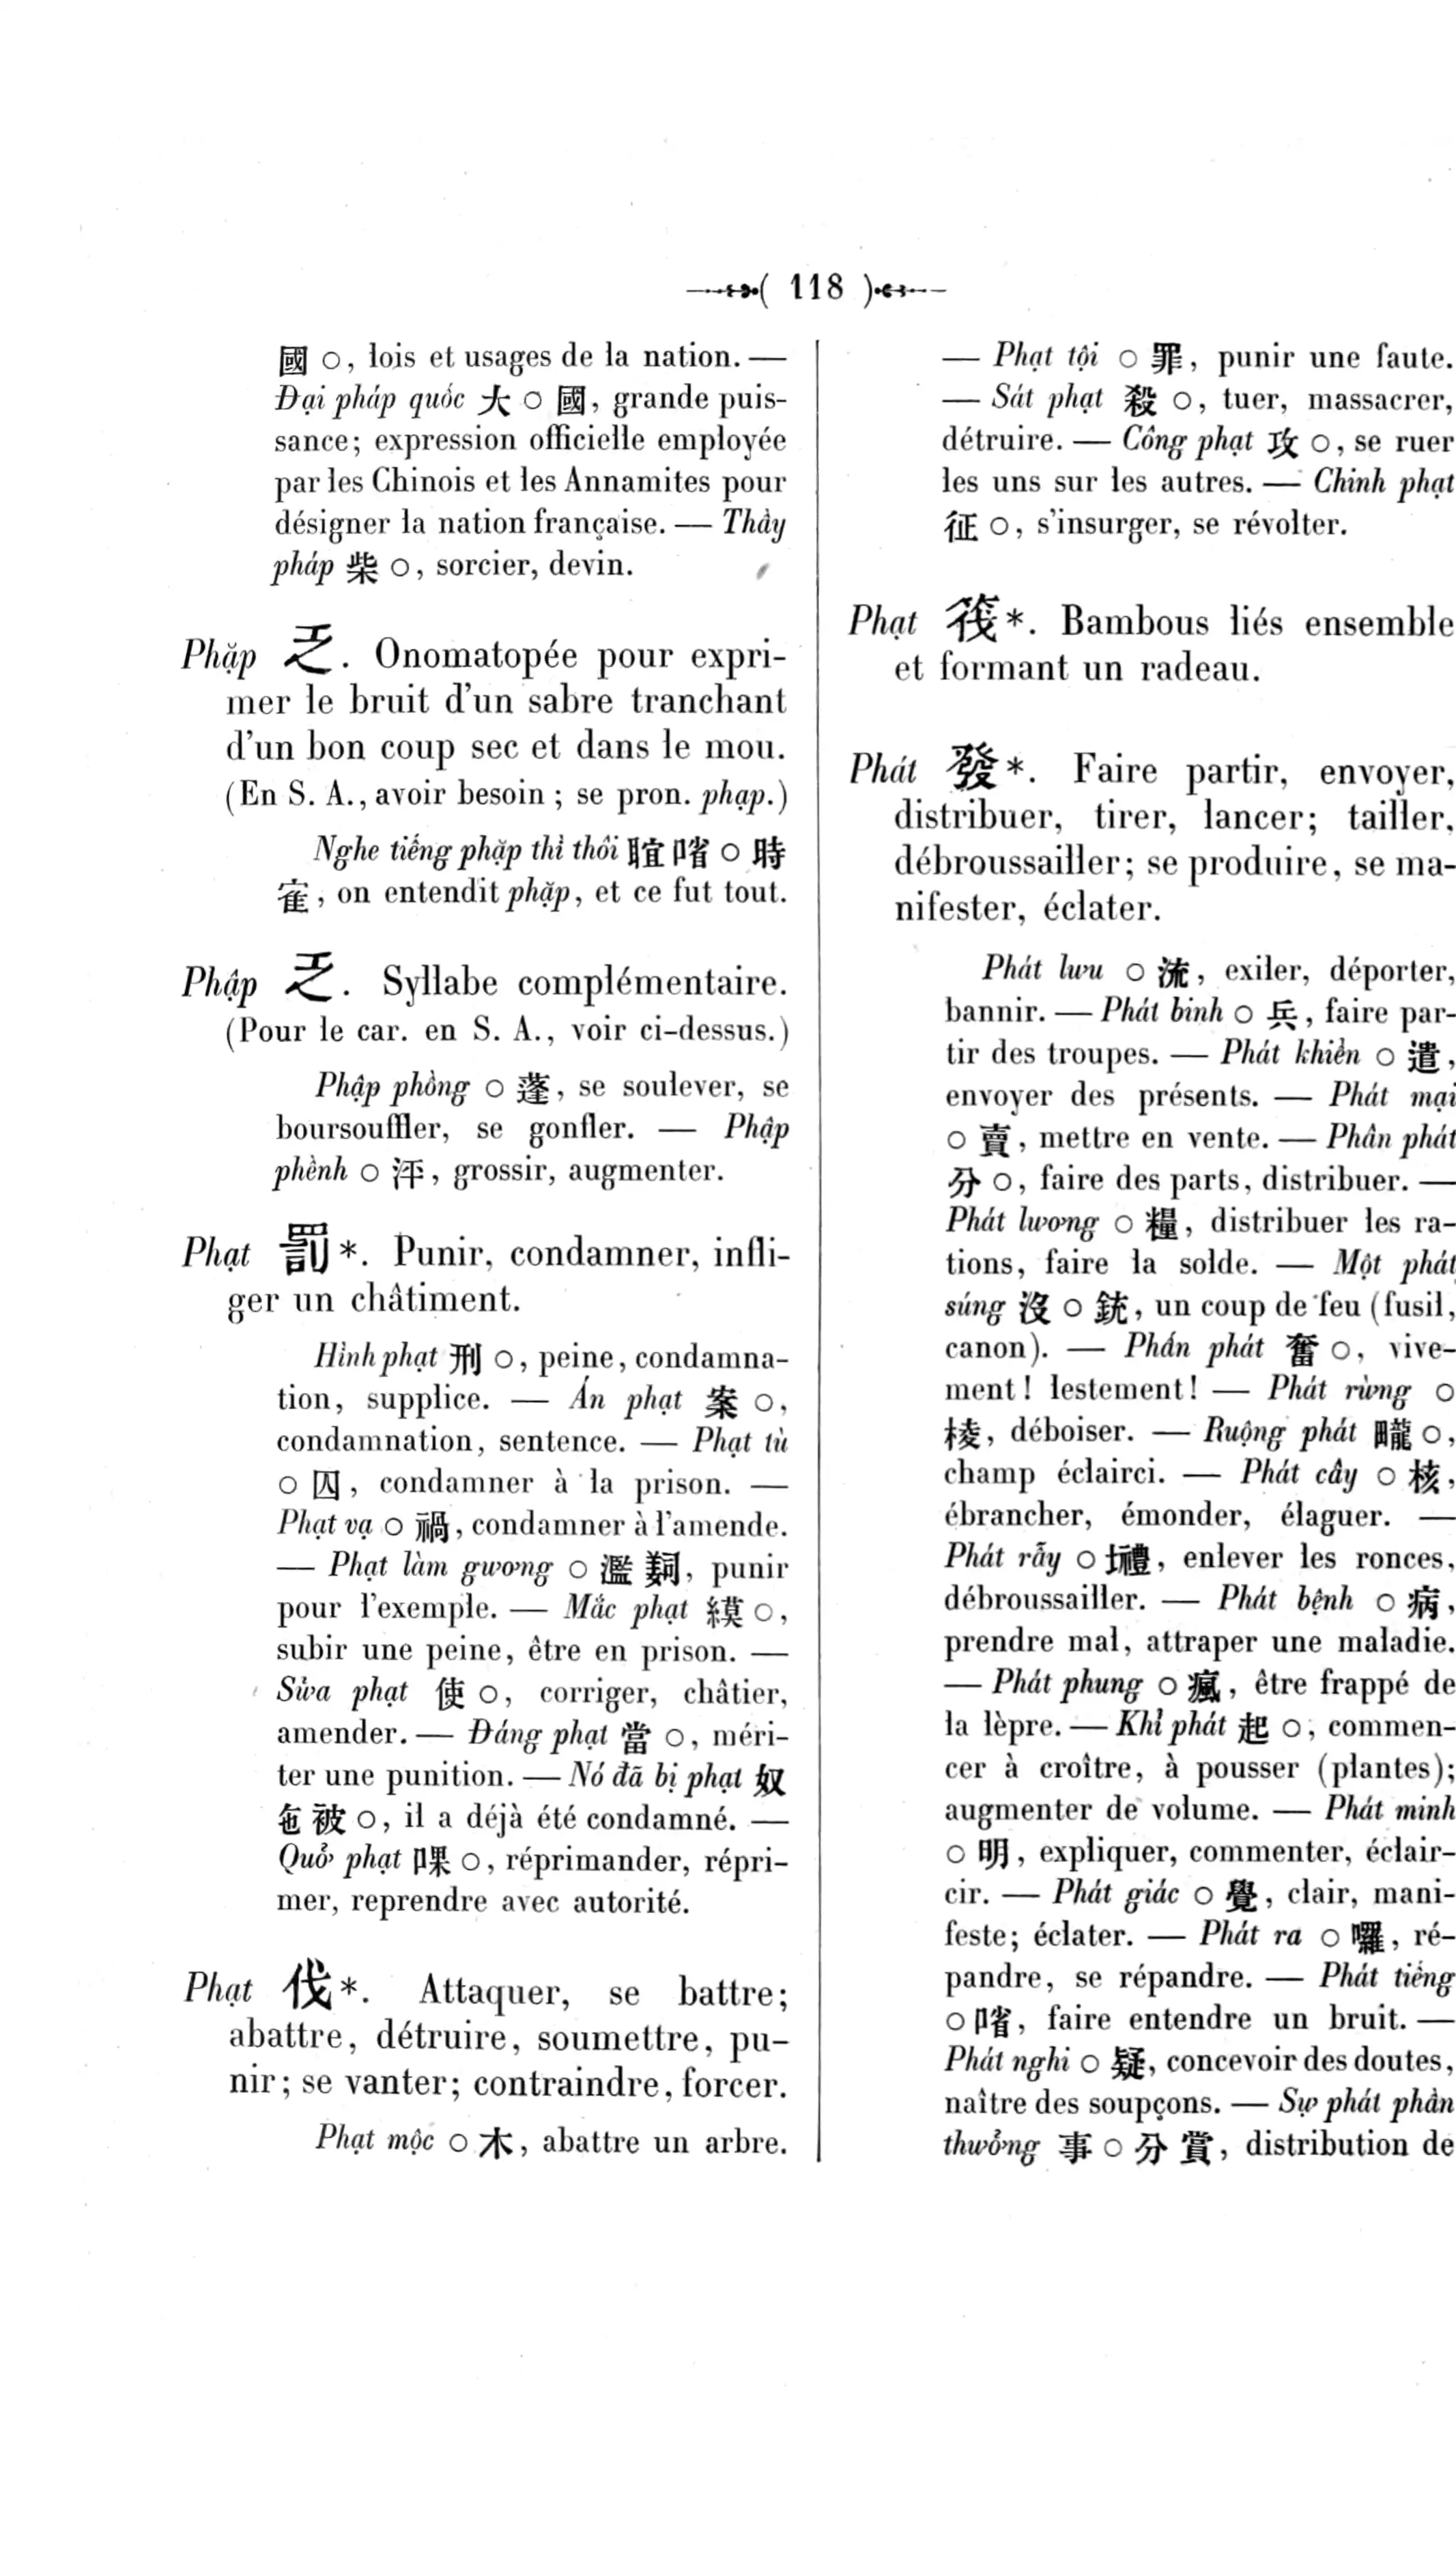 ( 118 )
國 ○, lois et usages de la nation. —
Đại pháp quốc 大 ○ 國, grande puis-
sance; expression officielle employée
par les Chinois et les Annamites pour
désigner la nation française. — Thầy
pháp 柴 ○, sorcier, devin.
Phặp 乏. Onomatopée pour expri-
mer le bruit d'un sabre tranchant
d'un bon coup sec et dans le mou.
(En S. A., avoir besoin; se pron. phạp.)
Nghe tiếng phặp thì thôi 𦖑 㗂 ○ 時
, on entendit phặp, et ce fut tout.
Phập 乏. Syllabe complémentaire.
(Pour le car. en S. A., voir ci-dessus.)
Phập phồng ○ 蓬, se soulever, se
boursouffler, se gonfler. — Phập
phềnh ○ 泙, grossir, augmenter.
Phạt 罰*. Punir, condamner, infli-
ger un châtiment.
Hình phạt 刑 ○, peine, condamna-
tion, supplice. — Án phạt 案 ○,
condamnation, sentence. — Phạt tù
○ 囚, condamner à la prison. —
Phạt vạ ○ 禍, condamner à l'amende.
— Phạt làm gương ○ 濫, punir
pour l'exemple. — Mắc phạt 縸 ○,
subir une peine, être en prison. —
Sửa phạt 使 ○, corriger, châtier,
amender. — Đáng phạt 當 ○, méri-
ter une punition. — Nó đã bị phạt 奴
㐌 被 ○, il a déjà été condamné. —
Quở phạt 㗕 ○, réprimander, répri-
mer, reprendre avec autorité.
Phạt 伐*. Attaquer, se battre;
abattre, détruire, soumettre, pu-
nir; se vanter; contraindre, forcer.
Phạt mộc ○ 木, abattre un arbre.
— Phạt tội ○ 罪, punir une faute.
— Sát phạt 殺 ○, tuer, massacrer,
détruire. — Công phạt 攻 ○, se ruer
les uns sur les autres. — Chinh phạt
征 ○, s'insurger, se révolter.
Phạt 筏*. Bambous liés ensemble
et formant un radeau.
Phát 發*. Faire partir, envoyer,
distribuer, tirer, lancer; tailler,
débroussailler; se produire, se ma-
nifester, éclater.
Phát lưu ○ 流, exiler, déporter,
bannir. — Phát binh ○ 兵, faire par-
tir des troupes. — Phát khiển ○ 遣,
envoyer des présents. — Phát mại
○ 賣, mettre en vente. — Phân phát
分 ○, faire des parts, distribuer. —
Phát lương ○ 糧, distribuer les ra-
tions, faire la solde. — Một phát
súng 沒 ○ 銃, un coup de feu (fusil,
canon). — Phấn phát 奮 ○, vive-
ment! lestement! — Phát rừng ○
棱, déboiser. — Ruộng phát 𪽞 ○,
champ éclairci. — Phát cây ○ 核,
ébrancher, émonder, élaguer. —
Phát rẫy ○, enlever les ronces,
débroussailler. — Phát bệnh ○ 病,
prendre mal, attraper une maladie.
— Phát phung ○ 瘋, être frappé de
la lèpre. — Khỉ phát 起 ○, commen-
cer à croître, à pousser (plantes);
augmenter de volume. — Phát minh
○ 明, expliquer, commenter, éclair-
cir. — Phát giác ○ 覺, clair, mani-
feste; éclater. — Phát ra ○ 囉, ré-
pandre, se répandre. — Phát tiếng
○ 㗂, faire entendre un bruit. —
Phát nghi ○ 疑, concevoir des doutes,
naître des soupçons. — Sự phát phần
thưởng 事 ○ 分 賞, distribution de